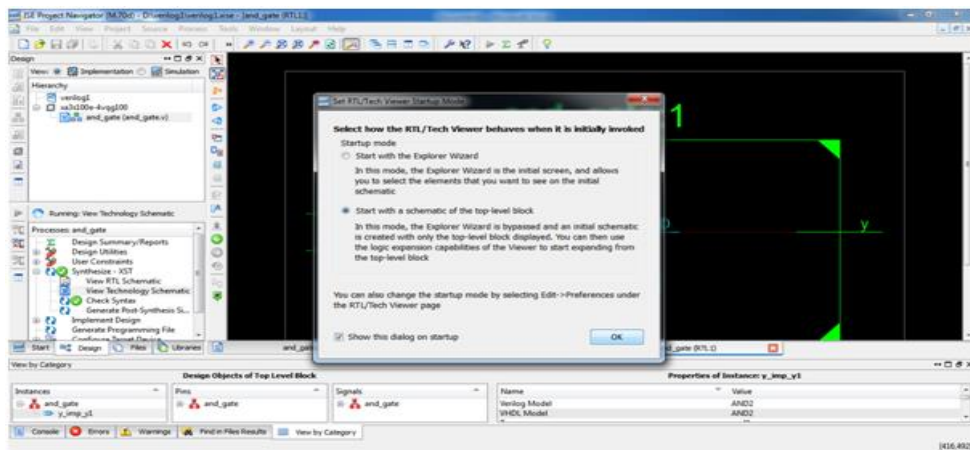 ISE Project Navigator (M.70d) - D:\verilog1\verilog1.xise - [and_gate (RTL1)]
File Edit View Project Source Process Tools Window Layout Help
Design
View: Implementation Simulation
Hierarchy
verilog1
xa3s100e-4vqg100
and_gate (and_gate.v)
Running: View Technology Schematic
Processes: and_gate
Design Summary/Reports
Design Utilities
User Constraints
Synthesize - XST
View RTL Schematic
View Technology Schematic
Check Syntax
Generate Post-Synthesis Si...
Implement Design
Generate Programming File
Configure Target Device
Start Design Files Libraries
1
y
Set RTL/Tech Viewer Startup Mode
Select how the RTL/Tech Viewer behaves when it is initially invoked
Startup mode
Start with the Explorer Wizard
In this mode, the Explorer Wizard is the initial screen, and allows
you to select the elements that you want to see on the initial
schematic
Start with a schematic of the top-level block
In this mode, the Explorer Wizard is bypassed and an initial schematic
is created with only the top-level block displayed. You can then use
the logic expansion capabilities of the Viewer to start expanding from
the top-level block
You can also change the startup mode by selecting Edit->Preferences under
the RTL/Tech Viewer page
Show this dialog on startup
OK
View by Category
Design Objects of Top Level Block
Properties of Instance: y_imp_y1
Instances Pins Signals Name Value
and_gate and_gate and_gate Verilog Model AND2
y_imp_y1 VHDL Model AND2
Console Errors Warnings Find in Files Results View by Category